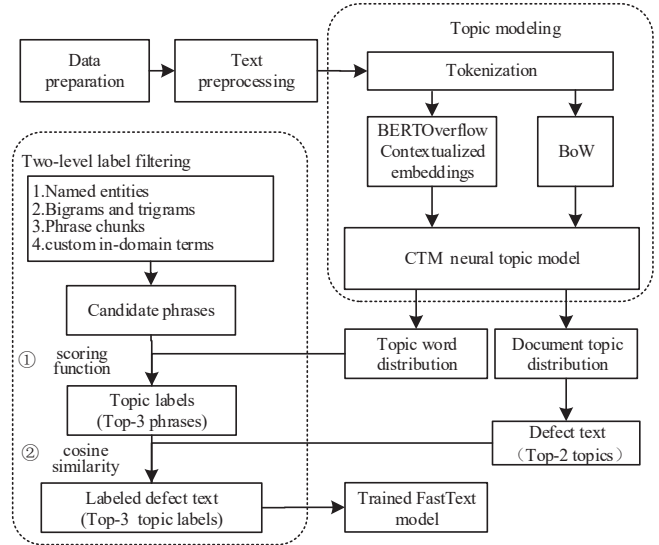 Topic modeling
Data
preparation
Text
preprocessing
Tokenization
BERTOverflow
Contextualized
embeddings
BoW
CTM neural topic model
Two-level label filtering
1.Named entities
2.Bigrams and trigrams
3.Phrase chunks
4.custom in-domain terms
Candidate phrases
① scoring
function
Topic word
distribution
Document topic
distribution
Topic labels
(Top-3 phrases)
Defect text
（Top-2 topics）
② cosine
similarity
Labeled defect text
(Top-3 topic labels)
Trained FastText
model